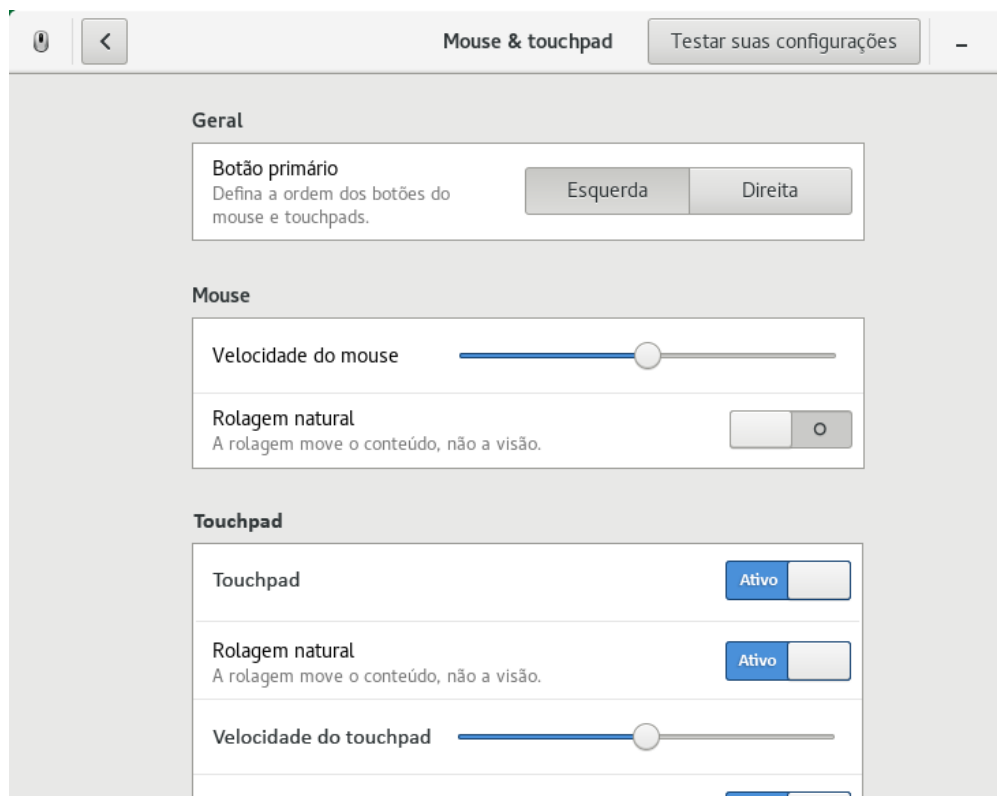 Mouse & touchpad
Testar suas configurações
Geral
Botão primário
Defina a ordem dos botões do
mouse e touchpads.
Esquerda
Direita
Mouse
Velocidade do mouse
Rolagem natural
A rolagem move o conteúdo, não a visão.
Touchpad
Touchpad
Ativo
Rolagem natural
A rolagem move o conteúdo, não a visão.
Ativo
Velocidade do touchpad